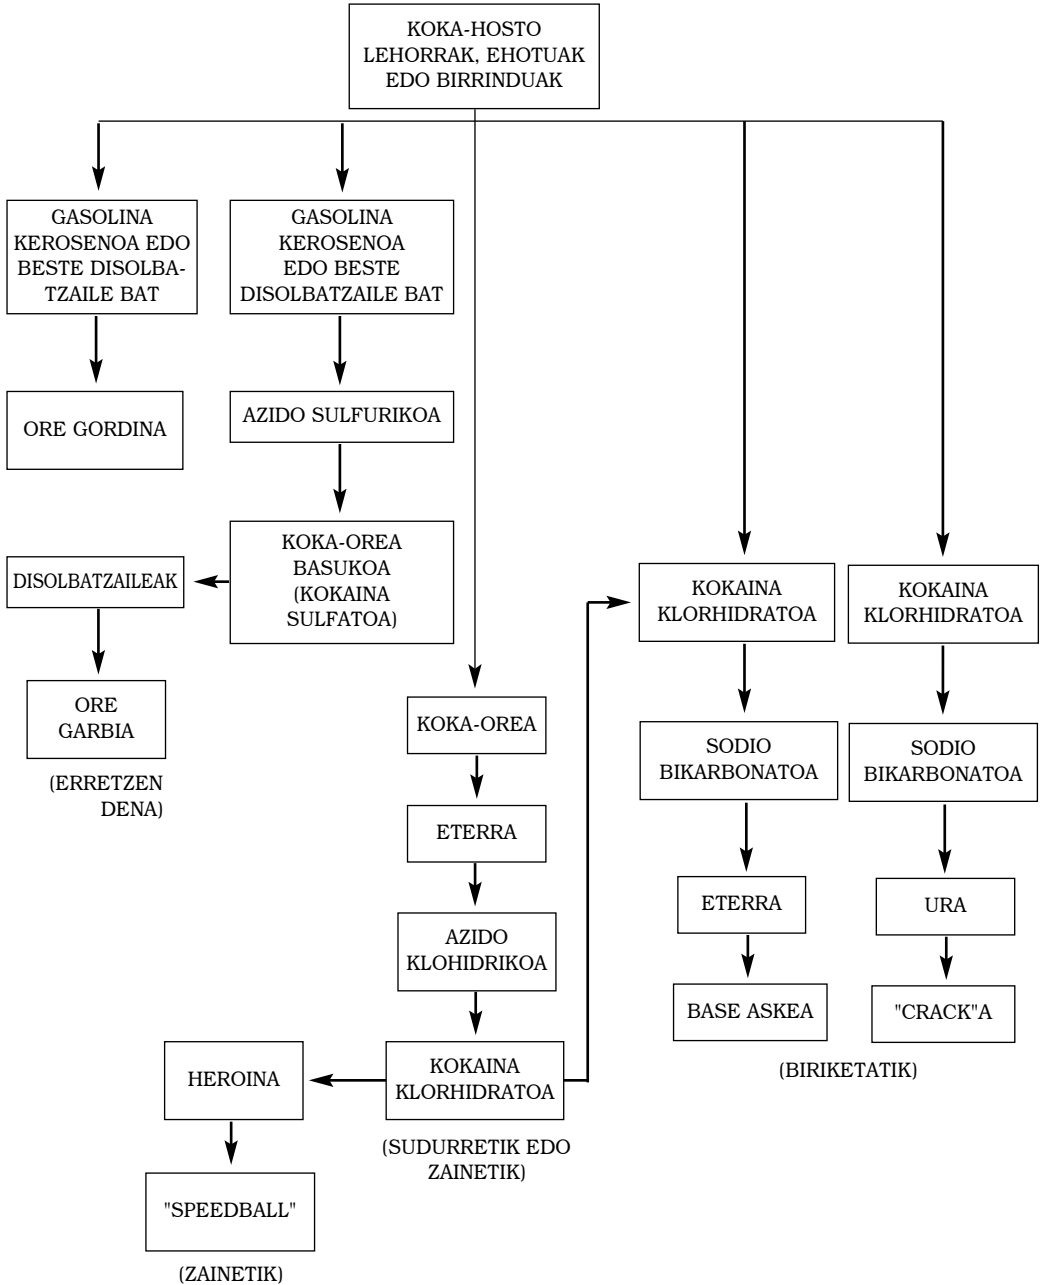 KOKA-HOSTO
LEHORRAK, EHOTUAK
EDO BIRRINDUAK
GASOLINA
KEROSENOA EDO
BESTE DISOLBA-
TZAILE BAT
GASOLINA
KEROSENOA
EDO BESTE
DISOLBATZAILE BAT
ORE GORDINA
AZIDO SULFURIKOA
KOKA-OREA
BASUKOA
(KOKAINA
SULFATOA)
DISOLBATZAILEAK
ORE
GARBIA
(ERRETZEN
DENA)
KOKA-OREA
ETERRA
AZIDO
KLOHIDRIKOA
KOKAINA
KLORHIDRATOA
(SUDURRETIK EDO
ZAINETIK)
HEROINA
"SPEEDBALL"
(ZAINETIK)
KOKAINA
KLORHIDRATOA
SODIO
BIKARBONATOA
ETERRA
BASE ASKEA
KOKAINA
KLORHIDRATOA
SODIO
BIKARBONATOA
URA
"CRACK"A
(BIRIKETATIK)